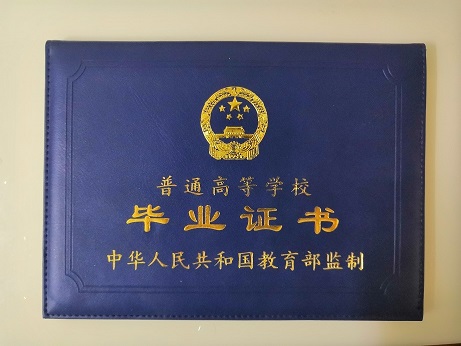 普通高等学校
毕业证书
中华人民共和国教育部监制